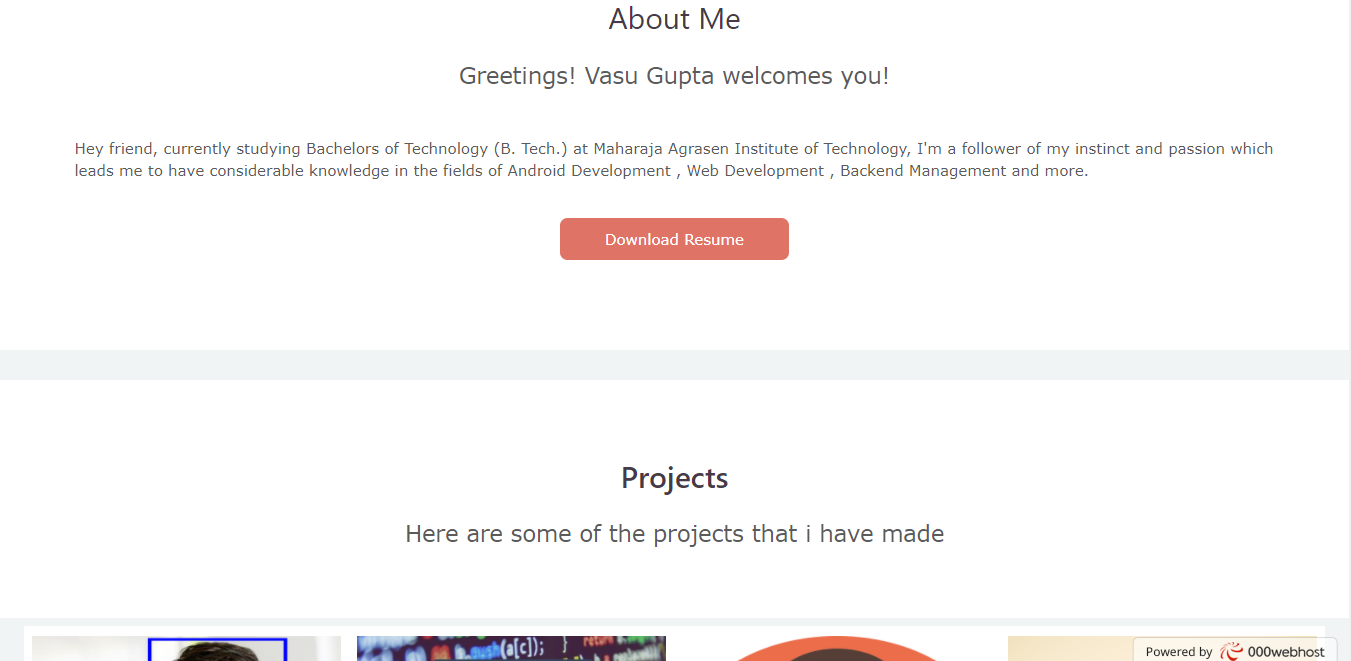 About Me
Greetings! Vasu Gupta welcomes you!
Hey friend, currently studying Bachelors of Technology (B. Tech.) at Maharaja Agrasen Institute of Technology, I'm a follower of my instinct and passion which
leads me to have considerable knowledge in the fields of Android Development , Web Development , Backend Management and more.
Download Resume
Projects
Here are some of the projects that i have made
.push(a[c]); } return
Powered by 000webhost